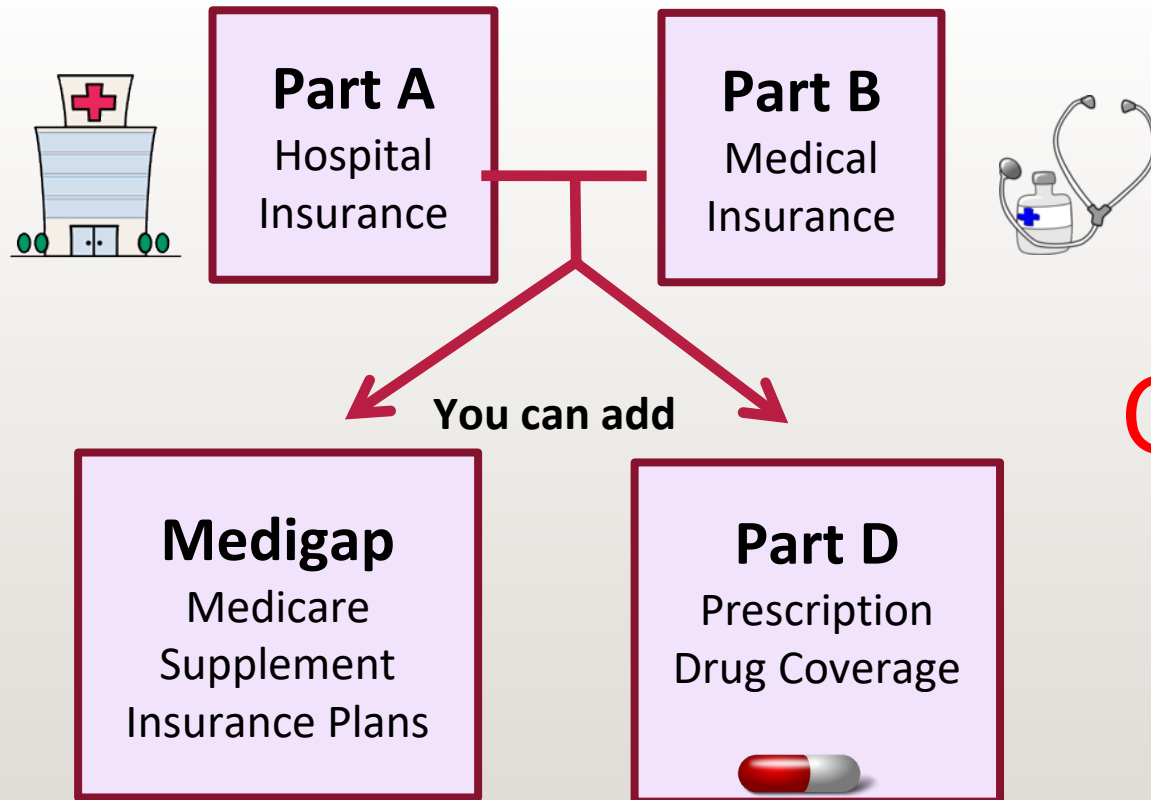 Part A
Hospital
Insurance
Part B
Medical
Insurance
You can add
Medigap
Medicare
Supplement
Insurance Plans
Part D
Prescription
Drug Coverage